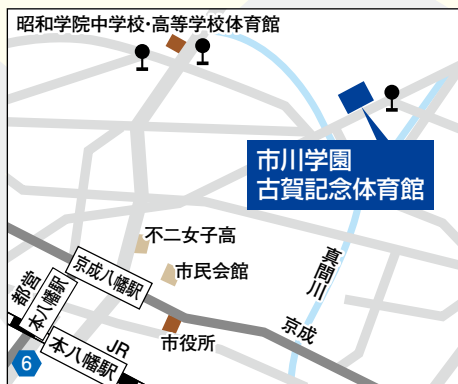 昭和学院中学校・高等学校体育館
市川学園
古賀記念体育館
不二女子高
市民会館
真間川
京成八幡駅
京成
都営
本八幡駅
市役所
JR
本八幡駅
6